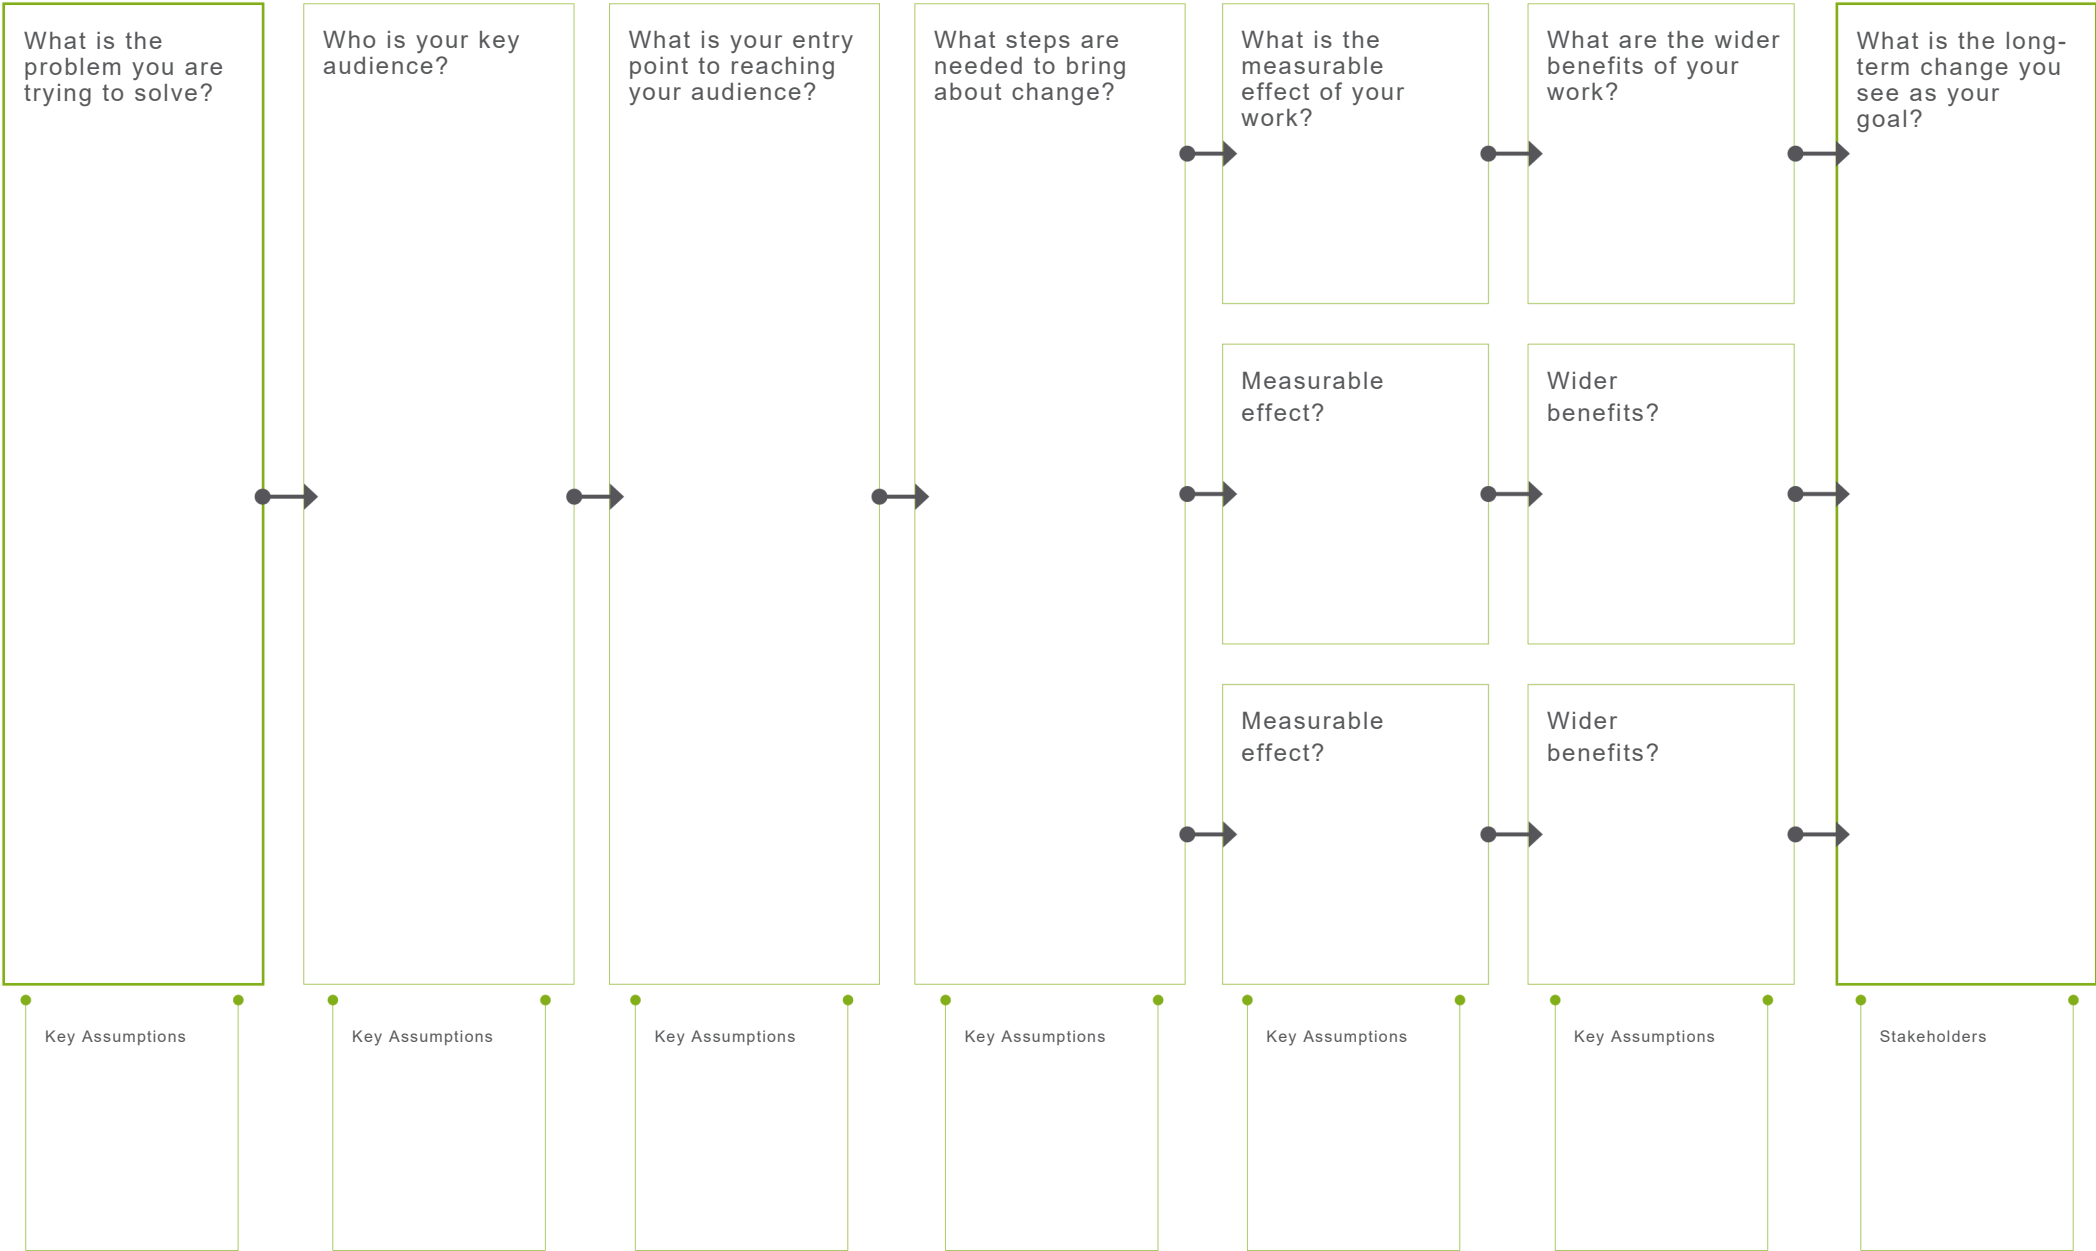 What is the
problem you are
trying to solve?
Who is your key
audience?
What is your entry
point to reaching
your audience?
What steps are
needed to bring
about change?
What is the
measurable
effect of your
work?
What are the wider
benefits of your
work?
What is the long-
term change you
see as your
goal?
Measurable
effect?
Wider
benefits?
Measurable
effect?
Wider
benefits?
Key Assumptions
Key Assumptions
Key Assumptions
Key Assumptions
Key Assumptions
Key Assumptions
Stakeholders